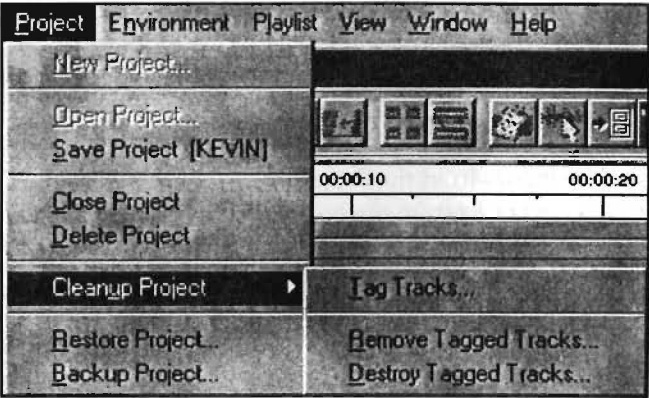 Project Environment Playlist View Window Help
New Project...
Open Project...
Save Project [KEVIN]
00:00:10 00:00:20
Close Project
Delete Project
Cleanup Project
Tag Tracks...
Restore Project...
Remove Tagged Tracks...
Backup Project...
Destroy Tagged Tracks...